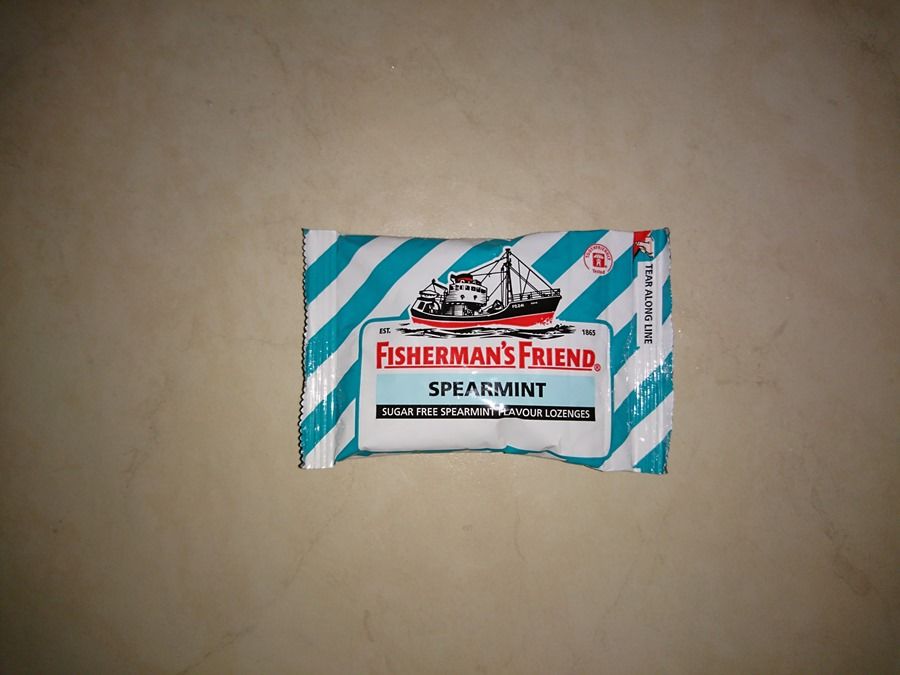 EST. 1865
FISHERMAN'S FRIEND®
SPEARMINT
SUGAR FREE SPEARMINT FLAVOUR LOZENGES
TEAR ALONG LINE